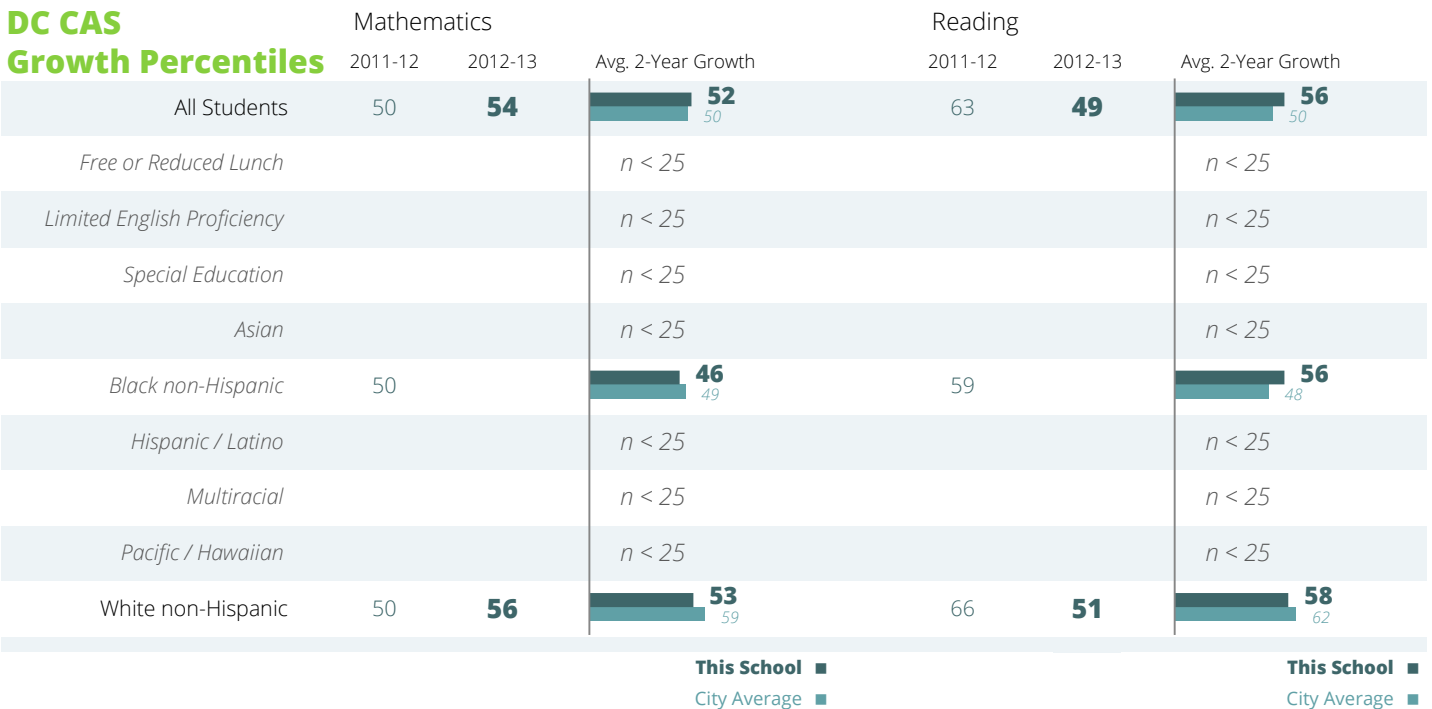 DC CAS
Growth Percentiles
Mathematics
Reading
2011-12 2012-13 Avg. 2-Year Growth 2011-12 2012-13 Avg. 2-Year Growth
All Students 50 54 52 50 63 49 56 50
Free or Reduced Lunch n < 25 n < 25
Limited English Proficiency n < 25 n < 25
Special Education n < 25 n < 25
Asian n < 25 n < 25
Black non-Hispanic 50 46 49 59 56 48
Hispanic / Latino n < 25 n < 25
Multiracial n < 25 n < 25
Pacific / Hawaiian n < 25 n < 25
White non-Hispanic 50 56 53 59 66 51 58 62
This School This School
City Average City Average